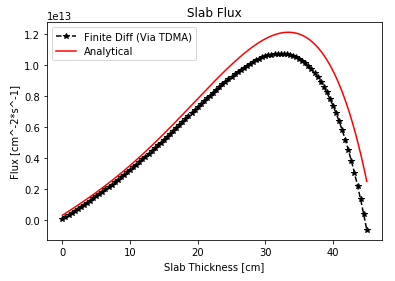 Slab Flux
1e13
Finite Diff (Via TDMA)
Analytical
Flux [cm^-2*s^-1]
1.2
1.0
0.8
0.6
0.4
0.2
0.0
0 10 20 30 40
Slab Thickness [cm]